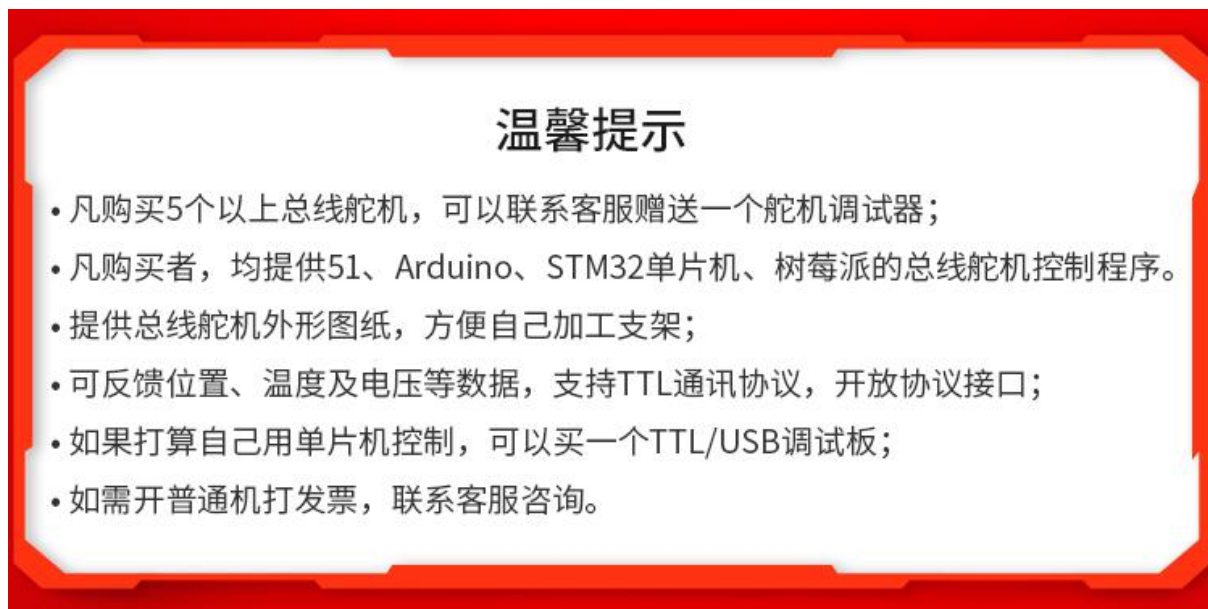 温馨提示
• 凡购买5个以上总线舵机，可以联系客服赠送一个舵机调试器；
• 凡购买者，均提供51、Arduino、STM32单片机、树莓派的总线舵机控制程序。
• 提供总线舵机外形图纸，方便自己加工支架；
• 可反馈位置、温度及电压等数据，支持TTL通讯协议，开放协议接口；
• 如果打算自己用单片机控制，可以买一个TTL/USB调试板；
• 如需开普通机打发票，联系客服咨询。